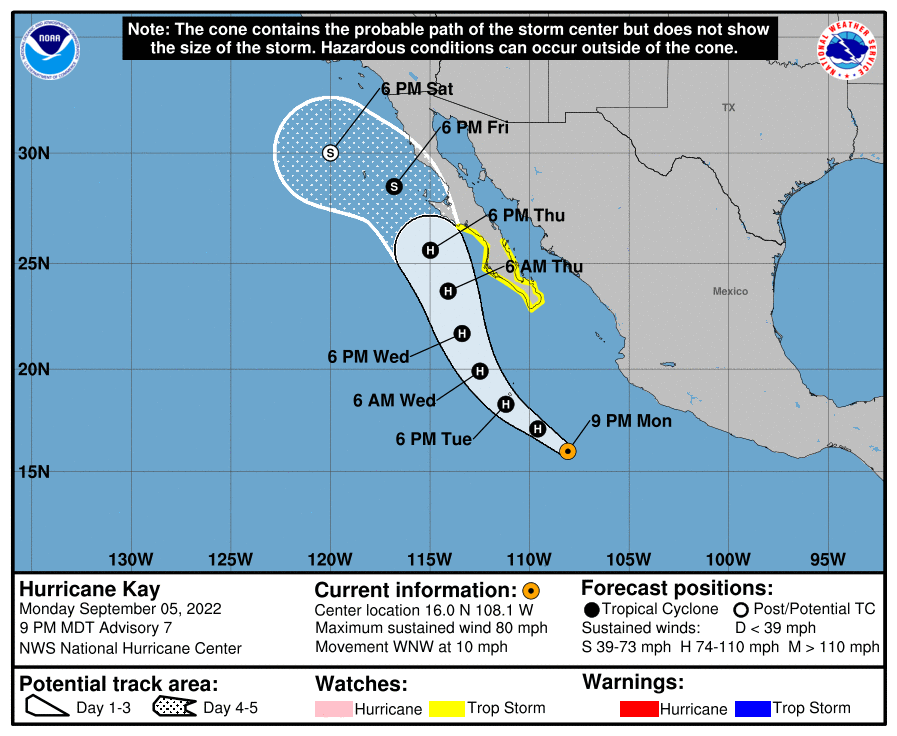 Note: The cone contains the probable path of the storm center but does not show
the size of the storm. Hazardous conditions can occur outside of the cone.
NOAA
NATIONAL WEATHER SERVICE
6 PM Sat
TX
6 PM Fri
30N
6 PM Thu
25N
6 AM Thu
Mexico
6 PM Wed
20N
6 AM Wed
9 PM Mon
6 PM Tue
15N
S
S
H
H
H
H
H
H
130W 125W 120W 115W 110W 105W 100W 95W
Hurricane Kay
Monday September 05, 2022
9 PM MDT Advisory 7
NWS National Hurricane Center
Current information:
Center location 16.0 N 108.1 W
Maximum sustained wind 80 mph
Movement WNW at 10 mph
Forecast positions:
Tropical Cyclone Post/Potential TC
Sustained winds: D < 39 mph
S 39-73 mph H 74-110 mph M > 110 mph
Potential track area:
Day 1-3 Day 4-5
Watches:
Hurricane Trop Storm
Warnings:
Hurricane Trop Storm